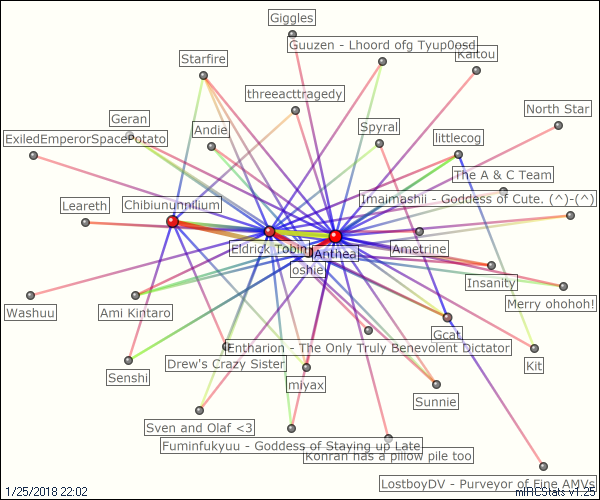 Giggles
Guuzen - Lhoord ofg Tyup0osd
Kaitou
Starfire
threeacttragedy
North Star
Geran
Andie
Spyral
ExiledEmperorSpacePotato
littlecog
The A & C Team
Imaimashii - Goddess of Cute. (^)-(^)
Leareth
Chibiununnilium
Eldrick Tobin
Anthea
Ametrine
oshie
Insanity
Washuu
Ami Kintaro
Merry ohohoh!
Gcat
Entharion - The Only Truly Benevolent Dictator
Senshi
Drew's Crazy Sister
Kit
miyax
Sunnie
Sven and Olaf <3
Fuminfukyuu - Goddess of Staying up Late
Konran has a pillow pile too
LostboyDV - Purveyor of Fine AMVs
1/25/2018 22:02
mIRCStats v1.25